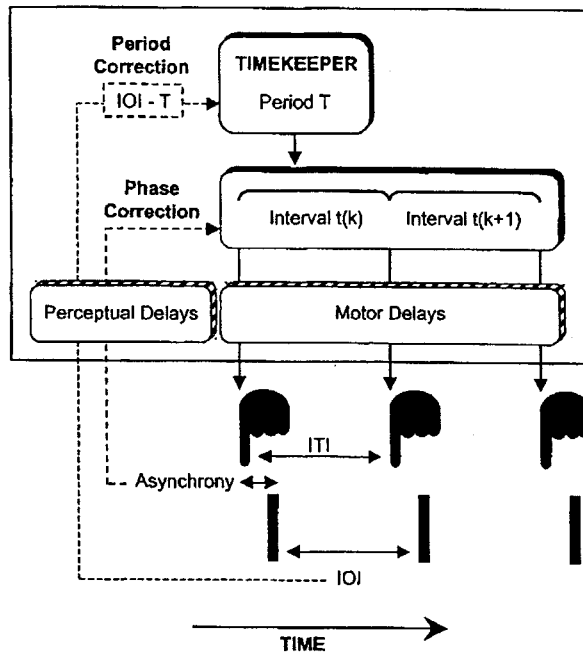 Period
Correction
TIMEKEEPER
IOI - T
Period T
Phase
Correction
Interval t(k)
Interval t(k+1)
Perceptual Delays
Motor Delays
ITI
Asynchrony
IOI
TIME